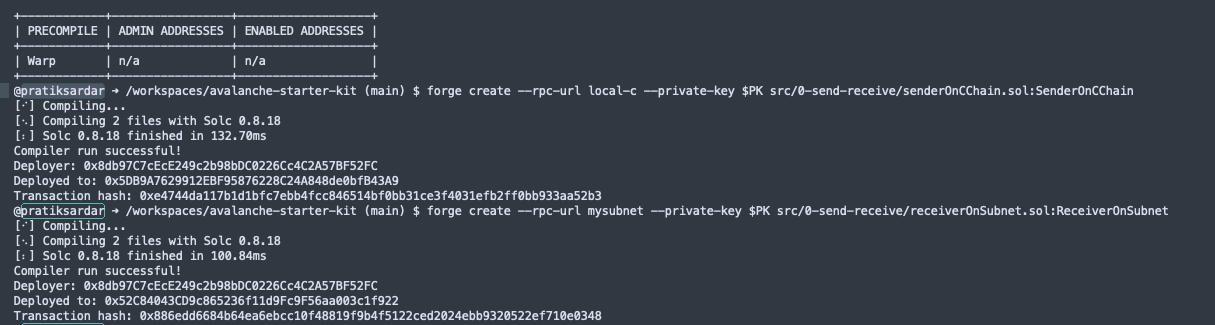 +------------+-----------------+-------------------+
| PRECOMPILE | ADMIN ADDRESSES | ENABLED ADDRESSES |
+------------+-----------------+-------------------+
| Warp       | n/a             | n/a               |
+------------+-----------------+-------------------+
@pratiksardar → /workspaces/avalanche-starter-kit (main) $ forge create --rpc-url local-c --private-key $PK src/0-send-receive/senderOnCChain.sol:SenderOnCChain
[⠊] Compiling...
[⠢] Compiling 2 files with Solc 0.8.18
[⠆] Solc 0.8.18 finished in 132.70ms
Compiler run successful!
Deployer: 0x8db97C7cEcE249c2b98bDC0226Cc4C2A57BF52FC
Deployed to: 0x5DB9A7629912EBF95876228C24A848de0bfB43A9
Transaction hash: 0xe4744da117b1d1bfc7ebb4fcc846514bf0bb31ce3f4031efb2ff0bb933aa52b3
@pratiksardar → /workspaces/avalanche-starter-kit (main) $ forge create --rpc-url mysubnet --private-key $PK src/0-send-receive/receiverOnSubnet.sol:ReceiverOnSubnet
[⠊] Compiling...
[⠢] Compiling 2 files with Solc 0.8.18
[⠆] Solc 0.8.18 finished in 100.84ms
Compiler run successful!
Deployer: 0x8db97C7cEcE249c2b98bDC0226Cc4C2A57BF52FC
Deployed to: 0x52C84043CD9c865236f11d9Fc9F56aa003c1f922
Transaction hash: 0x886edd6684b64ea6ebcc10f48819f9b4f5122ced2024ebb9320522ef710e0348